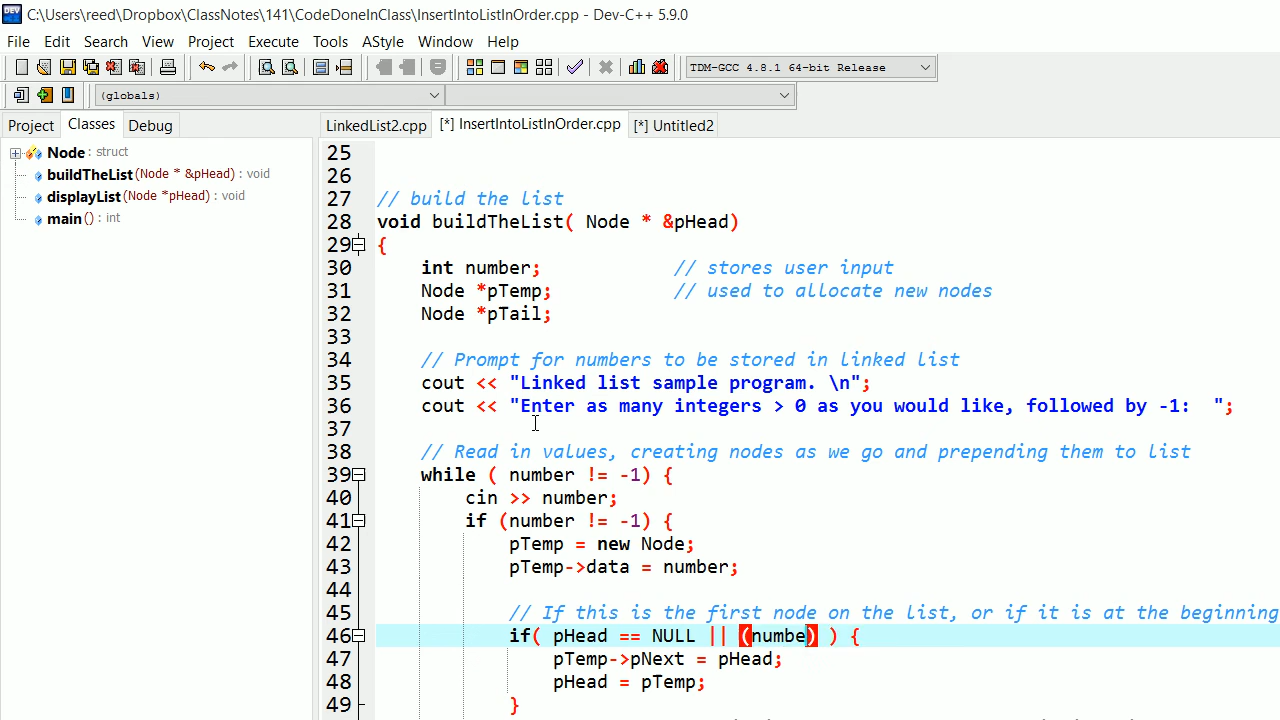 C:\Users\reed\Dropbox\ClassNotes\141\CodeDoneInClass\InsertIntoListInOrder.cpp - Dev-C++ 5.9.0
File Edit Search View Project Execute Tools AStyle Window Help
TDM-GCC 4.8.1 64-bit Release
(globals)
Project Classes Debug
LinkedList2.cpp [*] InsertIntoListInOrder.cpp [*] Untitled2
Node : struct
buildTheList (Node * &pHead) : void
displayList (Node *pHead) : void
main () : int
25
26
27 // build the list
28 void buildTheList( Node * &pHead)
29 {
30 int number; // stores user input
31 Node *pTemp; // used to allocate new nodes
32 Node *pTail;
33
34 // Prompt for numbers to be stored in linked list
35 cout << "Linked list sample program. \n";
36 cout << "Enter as many integers > 0 as you would like, followed by -1:  ";
37
38 // Read in values, creating nodes as we go and prepending them to list
39 while ( number != -1) {
40 cin >> number;
41 if (number != -1) {
42 pTemp = new Node;
43 pTemp->data = number;
44
45 // If this is the first node on the list, or if it is at the beginning
46 if( pHead == NULL || (numbe) ) {
47 pTemp->pNext = pHead;
48 pHead = pTemp;
49 }